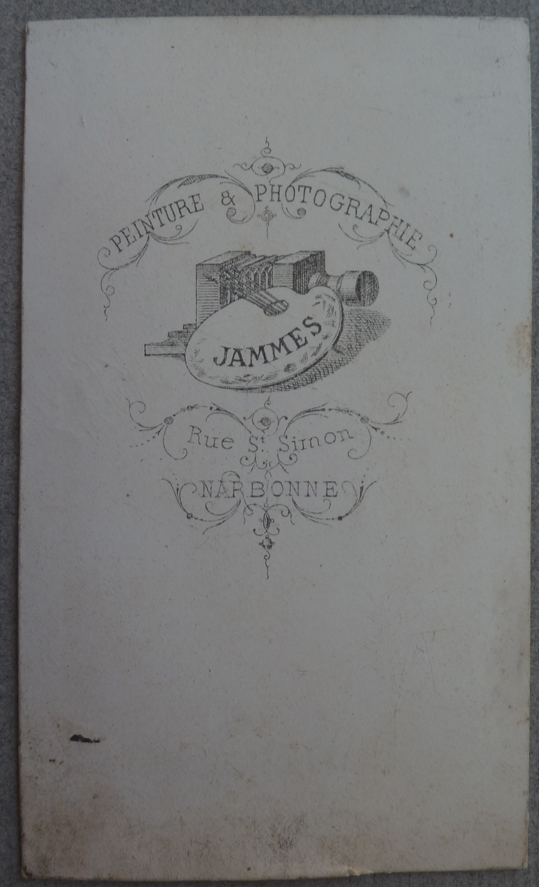 PEINTURE & PHOTOGRAPHIE
JAMMES
Rue St Simon
NARBONNE